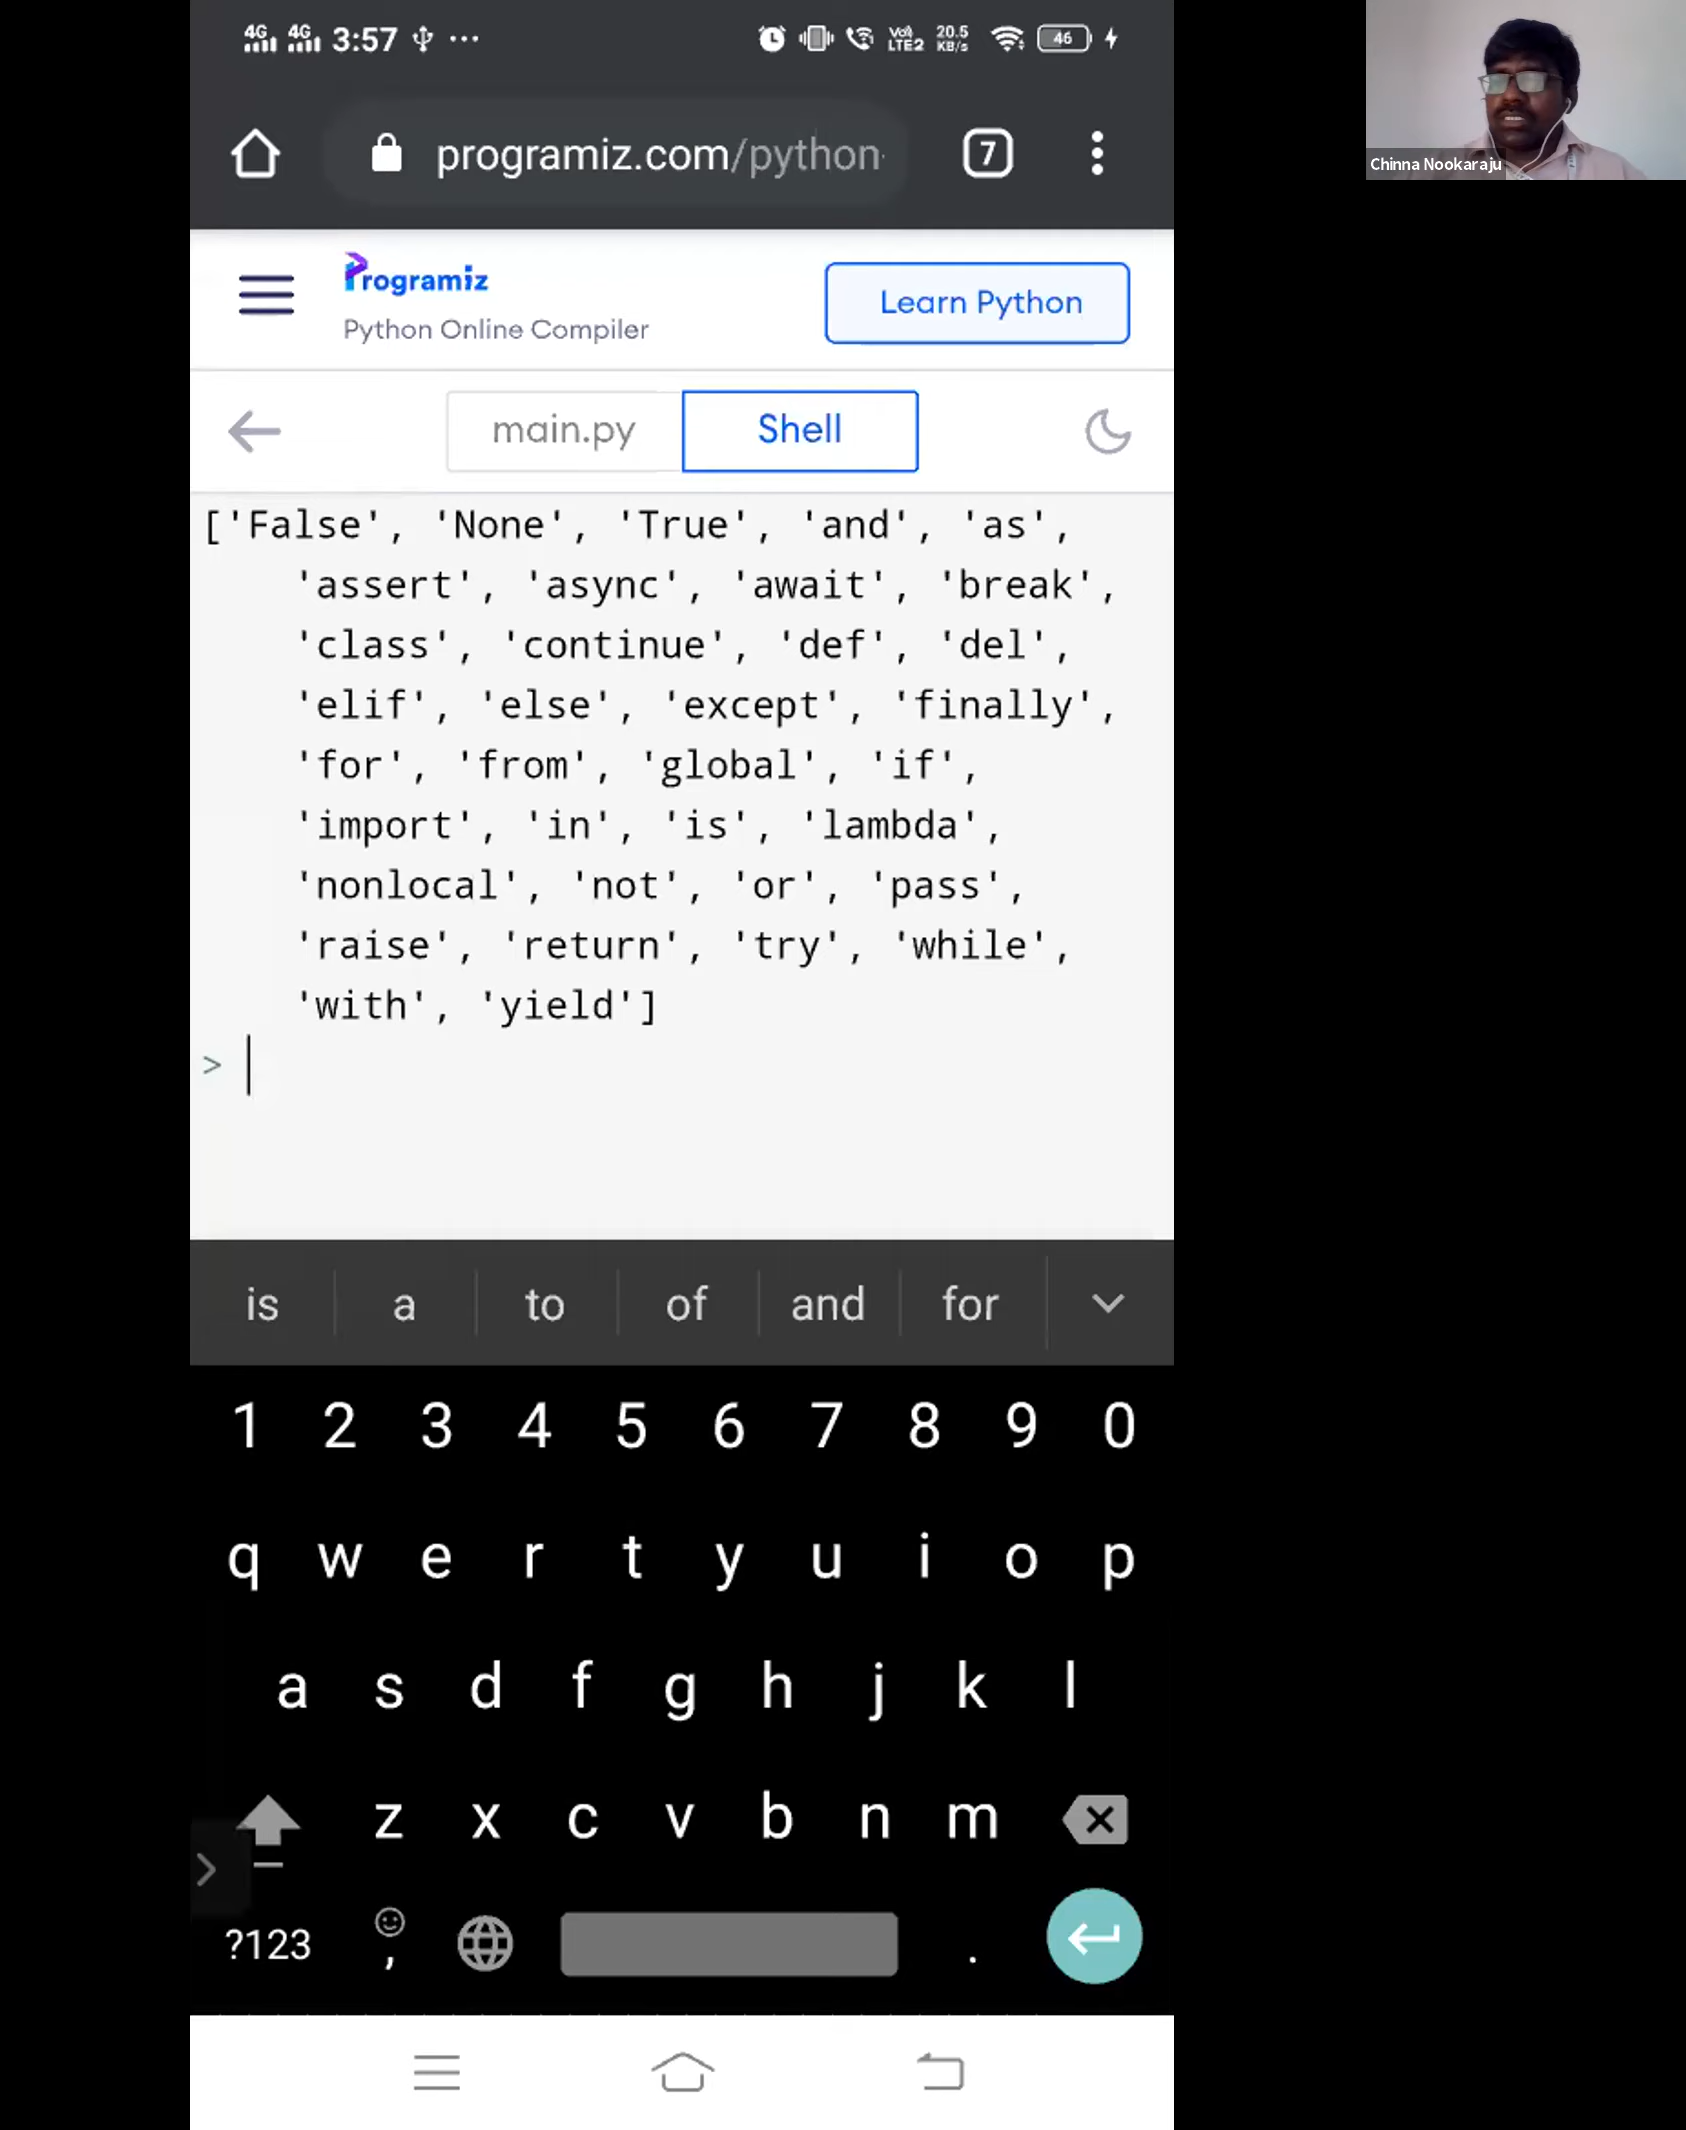 4G 4G 3:57 ... Vo) LTE2 20.5 KB/s 46
programiz.com/python 7
Programiz
Python Online Compiler
Learn Python
main.py Shell
['False', 'None', 'True', 'and', 'as',
'assert', 'async', 'await', 'break',
'class', 'continue', 'def', 'del',
'elif', 'else', 'except', 'finally',
'for', 'from', 'global', 'if',
'import', 'in', 'is', 'lambda',
'nonlocal', 'not', 'or', 'pass',
'raise', 'return', 'try', 'while',
'with', 'yield']
>
is a to of and for
1 2 3 4 5 6 7 8 9 0
q w e r t y u i o p
a s d f g h j k l
z x c v b n m
?123 , .
Chinna Nookaraju